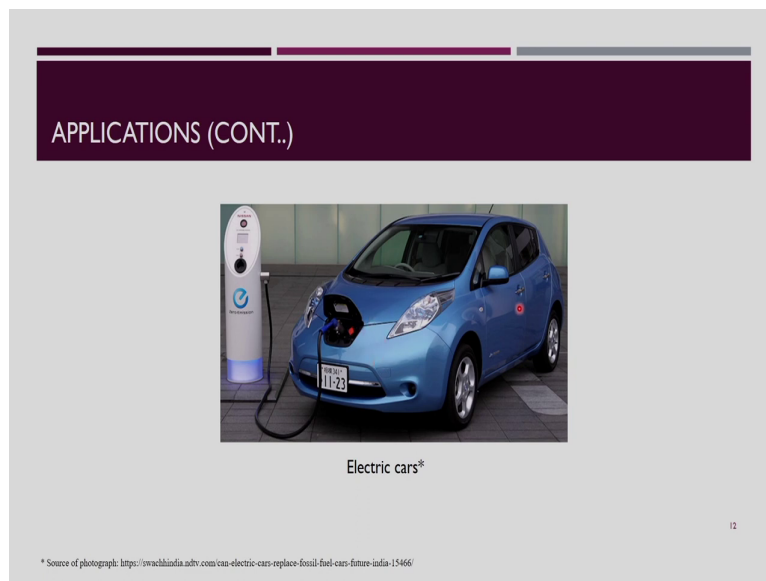 APPLICATIONS (CONT..)
11-23
Electric cars*
12
* Source of photograph: https://swachhindia.ndtv.com/can-electric-cars-replace-fossil-fuel-cars-future-india-15466/